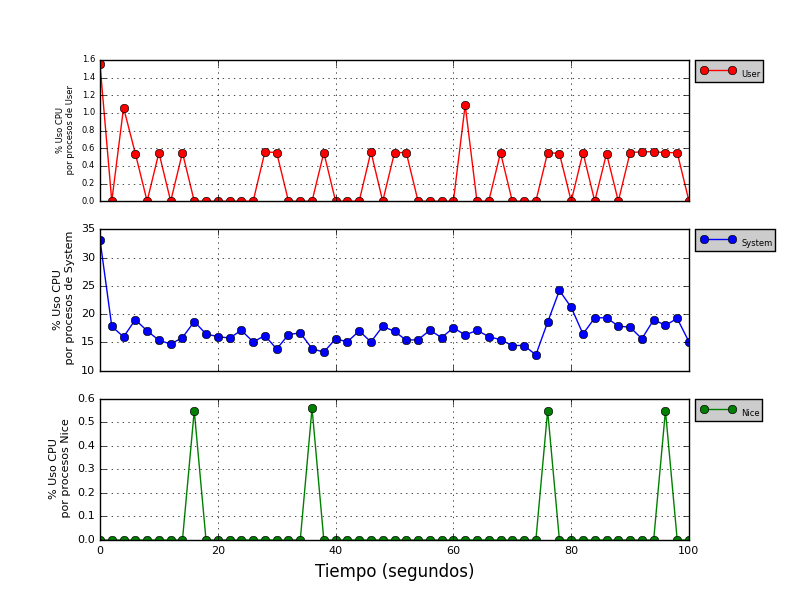 1.6
1.4
1.2
1.0
0.8
0.6
0.4
0.2
0.0
% Uso CPU
por procesos de User
User
35
30
25
20
15
10
% Uso CPU
por procesos de System
System
0.6
0.5
0.4
0.3
0.2
0.1
0.0
% Uso CPU
por procesos Nice
Nice
0 20 40 60 80 100
Tiempo (segundos)